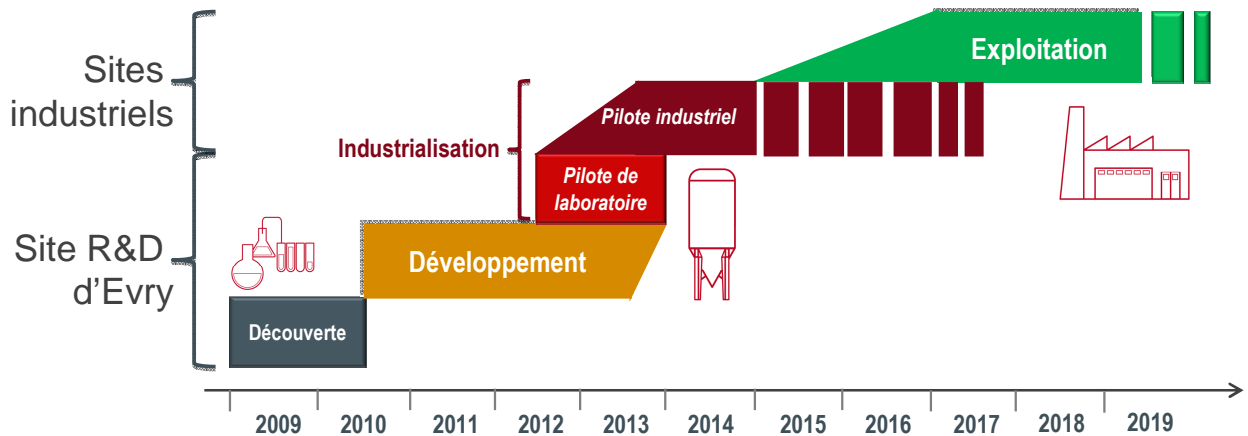 Sites
industriels
Exploitation
Pilote industriel
Industrialisation
Pilote de
laboratoire
Site R&D
d’Evry
Développement
Découverte
2009 2010 2011 2012 2013 2014 2015 2016 2017 2018 2019